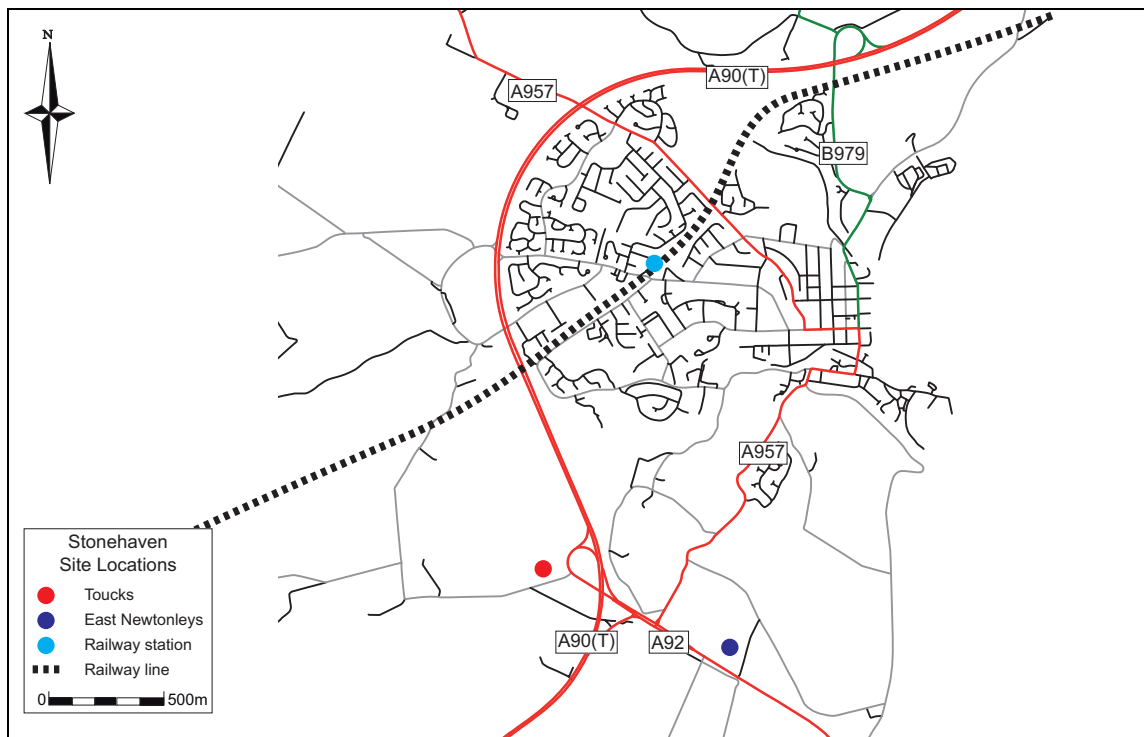 N
A90(T)
A957
B979
A957
Stonehaven
Site Locations
Toucks
East Newtonleys
Railway station
Railway line
0 500m
A90(T)
A92